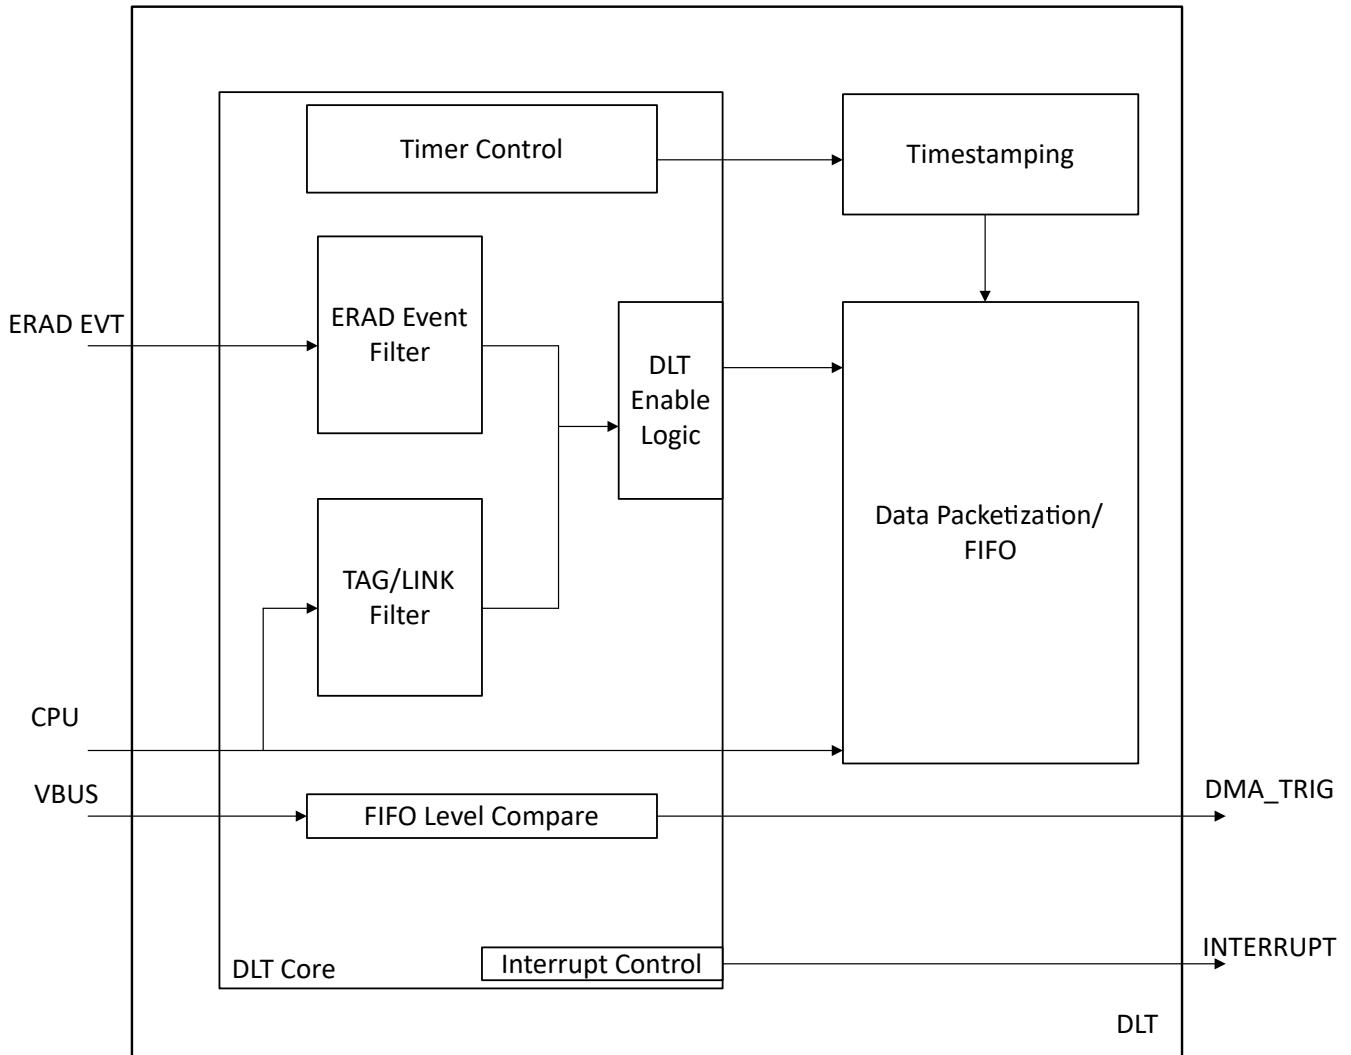 Timer Control
Timestamping
ERAD EVT
ERAD Event
Filter
DLT
Enable
Logic
Data Packetization/
FIFO
TAG/LINK
Filter
CPU
VBUS
FIFO Level Compare
DMA_TRIG
INTERRUPT
Interrupt Control
DLT Core
DLT